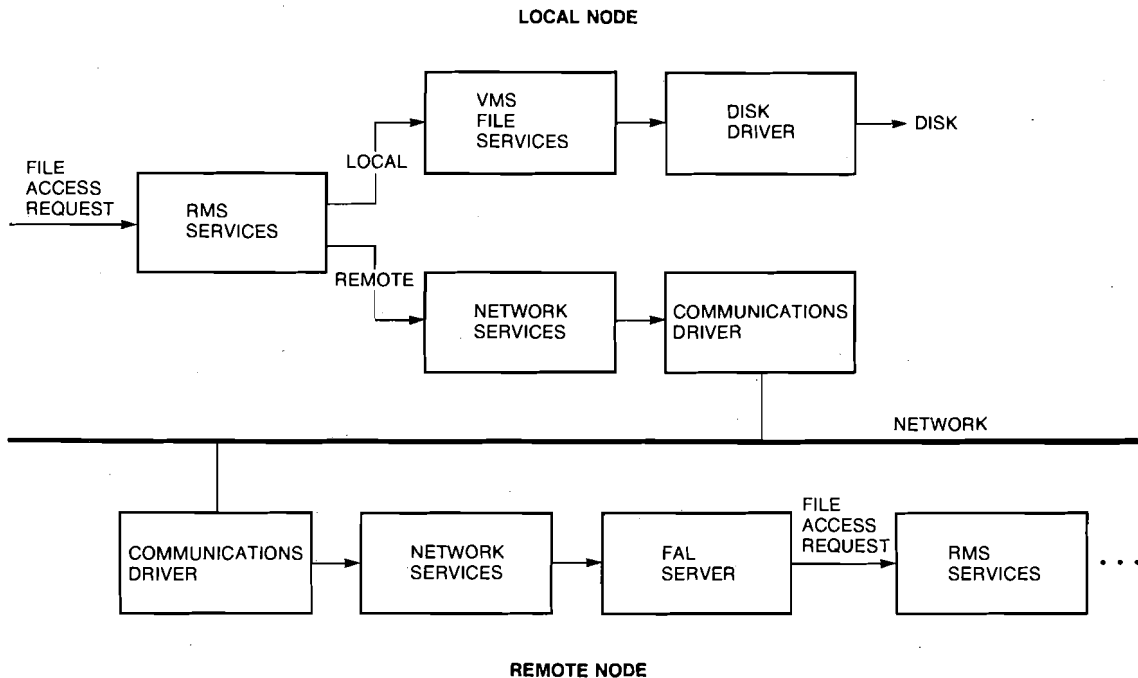 LOCAL NODE
VMS
FILE
SERVICES
DISK
DRIVER
DISK
LOCAL
FILE
ACCESS
REQUEST
RMS
SERVICES
REMOTE
NETWORK
SERVICES
COMMUNICATIONS
DRIVER
NETWORK
COMMUNICATIONS
DRIVER
NETWORK
SERVICES
FAL
SERVER
FILE
ACCESS
REQUEST
RMS
SERVICES
• • •
REMOTE NODE